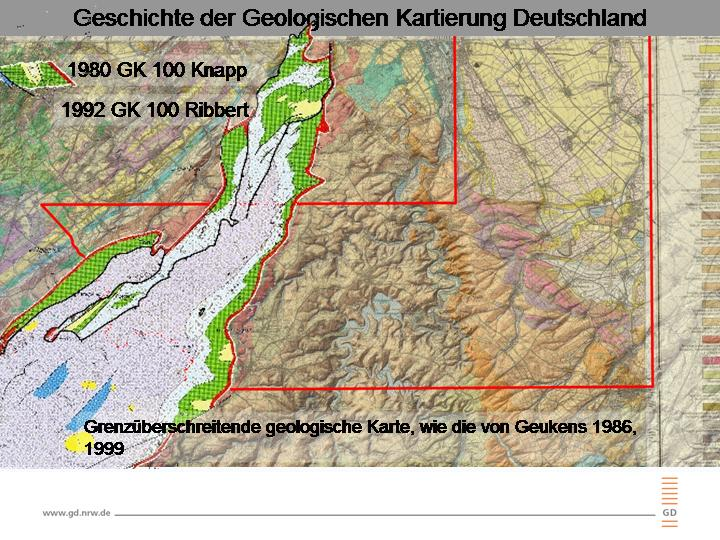 Geschichte der Geologischen Kartierung Deutschland
1980 GK 100 Knapp
1992 GK 100 Ribbert
Grenzüberschreitende geologische Karte, wie die von Geukens 1986,
1999
www.gd.nrw.de
GD